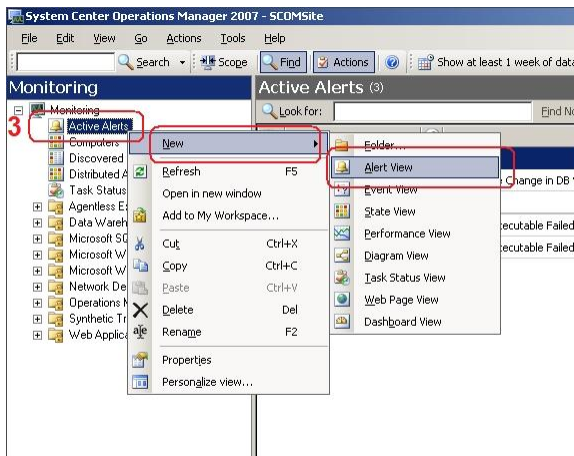 System Center Operations Manager 2007 - SCOMSite
File Edit View Go Actions Tools Help
Search Scope Find Actions Show at least 1 week of data
Monitoring
Active Alerts (3)
Look for:
Monitoring
3
Active Alerts
Computers
Discovered
Distributed A
Task Status
Agentless E
Data Wareh
Microsoft SQ
Microsoft W
Microsoft W
Network De
Operations M
Synthetic Tr
Web Applica
New
Refresh F5
Open in new window
Add to My Workspace...
Cut Ctrl+X
Copy Ctrl+C
Paste Ctrl+V
Delete Del
Rename F2
Properties
Personalize view...
Folder...
Alert View
Event View
State View
Performance View
Diagram View
Task Status View
Web Page View
Dashboard View
Change in DB
ecutable Failed
ecutable Failed